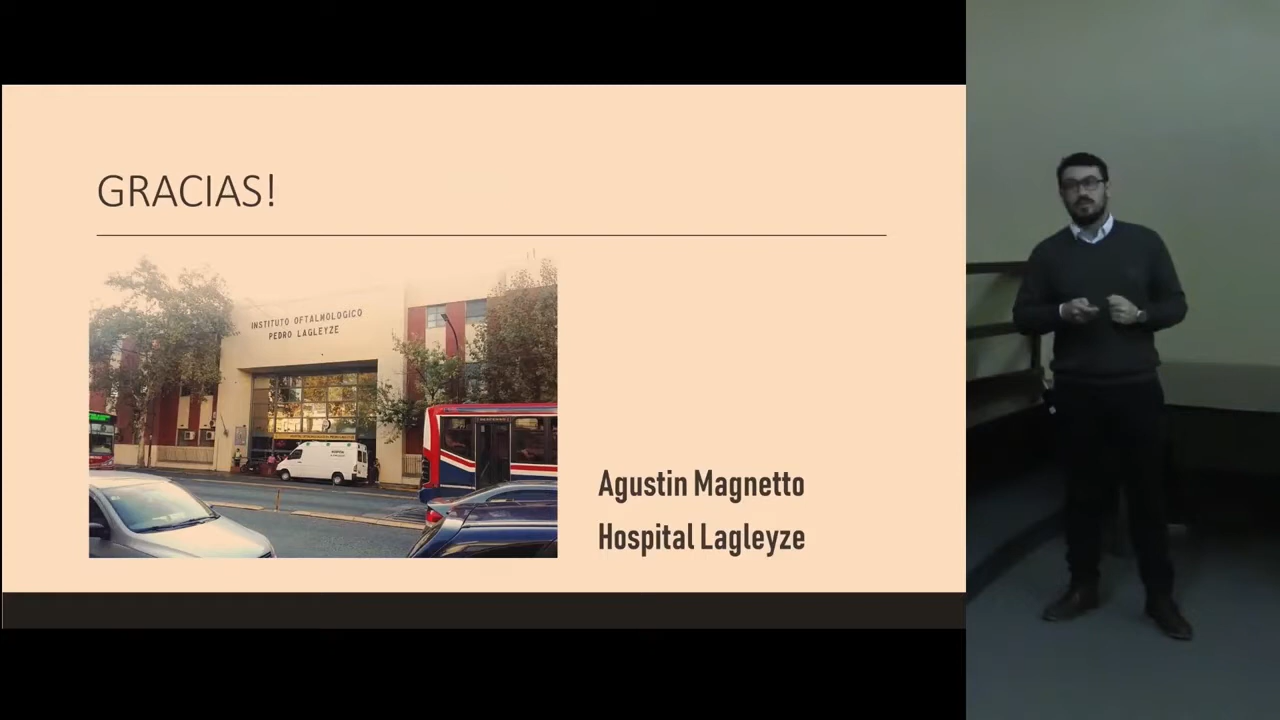 GRACIAS!
INSTITUTO OFTALMOLOGICO
PEDRO LAGLEYZE
Agustin Magnetto
Hospital Lagleyze